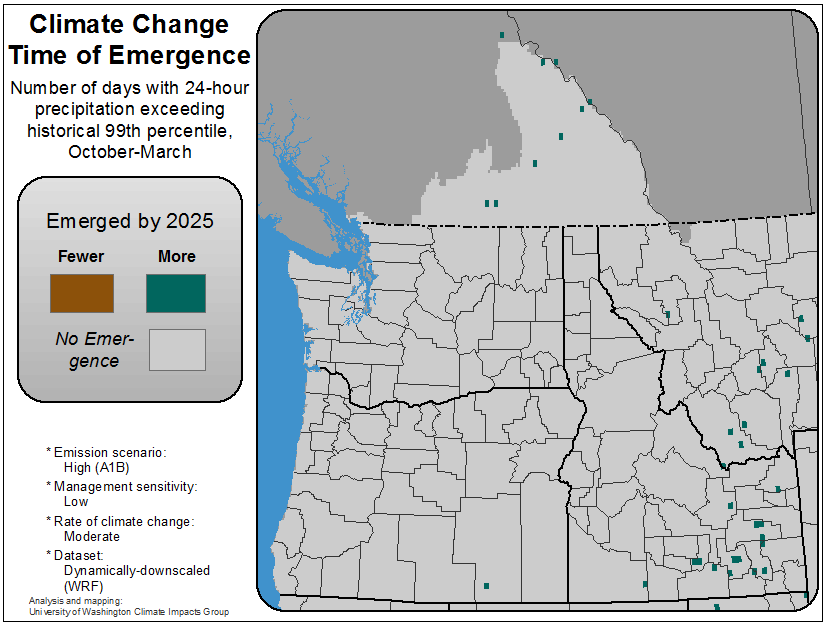 Climate Change
Time of Emergence
Number of days with 24-hour
precipitation exceeding
historical 99th percentile,
October-March
Emerged by 2025
Fewer More
No Emer-
gence
* Emission scenario:
High (A1B)
* Management sensitivity:
Low
* Rate of climate change:
Moderate
* Dataset:
Dynamically-downscaled
(WRF)
Analysis and mapping:
University of Washington Climate Impacts Group